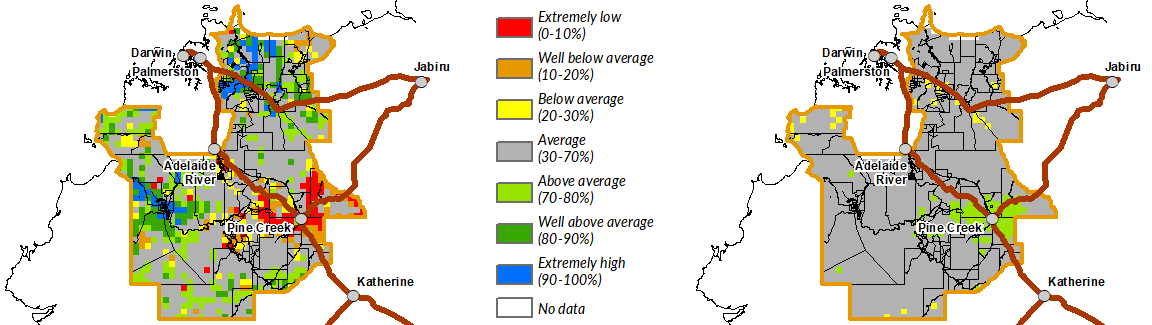 Darwin
Palmerston
Jabiru
Adelaide
River
Pine Creek
Katherine
Extremely low
(0-10%)
Well below average
(10-20%)
Below average
(20-30%)
Average
(30-70%)
Above average
(70-80%)
Well above average
(80-90%)
Extremely high
(90-100%)
No data
Darwin
Palmerston
Jabiru
Adelaide
River
Pine Creek
Katherine